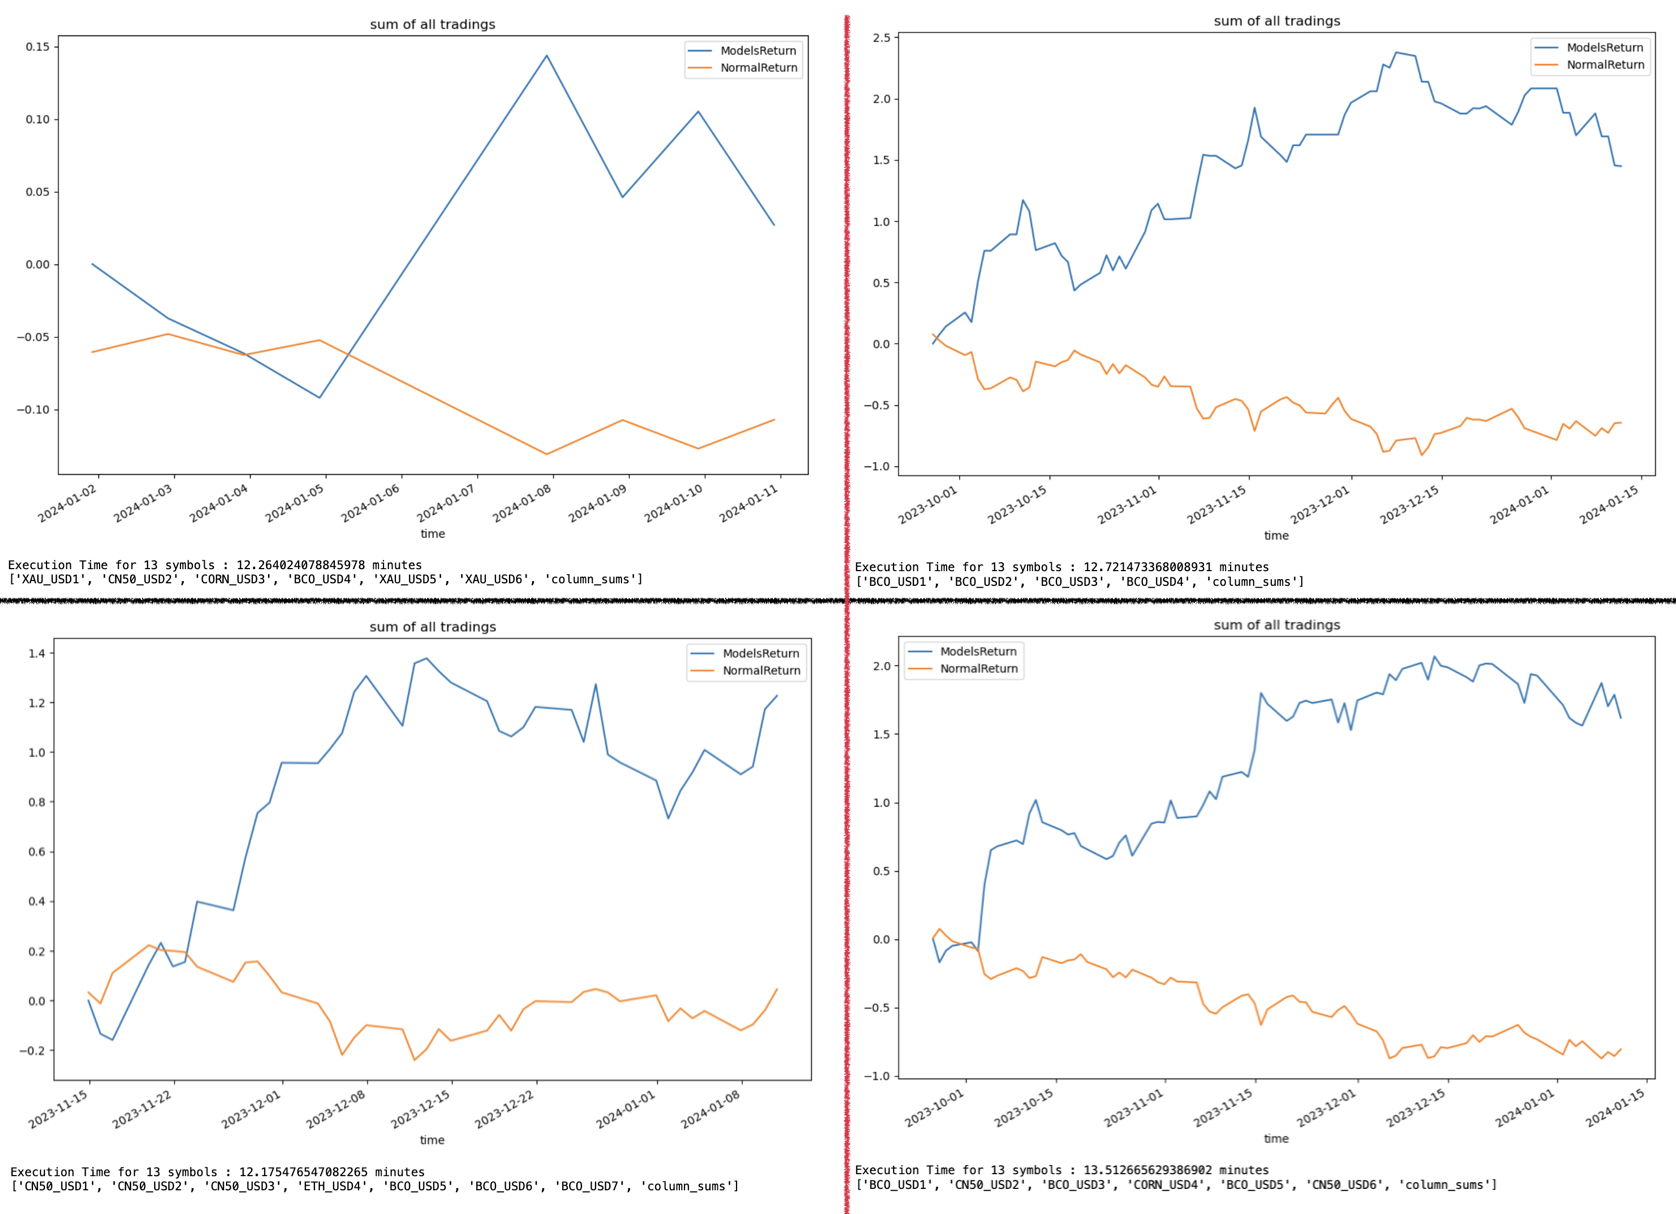 sum of all tradings
ModelsReturn
NormalReturn
0.15
0.10
0.05
0.00
−0.05
−0.10
2024-01-02
2024-01-03
2024-01-04
2024-01-05
2024-01-06
2024-01-07
2024-01-08
2024-01-09
2024-01-10
2024-01-11
time
Execution Time for 13 symbols : 12.264024078845978 minutes
['XAU_USD1', 'CN50_USD2', 'CORN_USD3', 'BCO_USD4', 'XAU_USD5', 'XAU_USD6', 'column_sums']
sum of all tradings
ModelsReturn
NormalReturn
2.5
2.0
1.5
1.0
0.5
0.0
−0.5
−1.0
2023-10-01
2023-10-15
2023-11-01
2023-11-15
2023-12-01
2023-12-15
2024-01-01
2024-01-15
time
Execution Time for 13 symbols : 12.721473368008931 minutes
['BCO_USD1', 'BCO_USD2', 'BCO_USD3', 'BCO_USD4', 'column_sums']
sum of all tradings
ModelsReturn
NormalReturn
1.4
1.2
1.0
0.8
0.6
0.4
0.2
0.0
−0.2
2023-11-15
2023-11-22
2023-12-01
2023-12-08
2023-12-15
2023-12-22
2024-01-01
2024-01-08
time
Execution Time for 13 symbols : 12.175476547082265 minutes
['CN50_USD1', 'CN50_USD2', 'CN50_USD3', 'ETH_USD4', 'BCO_USD5', 'BCO_USD6', 'BCO_USD7', 'column_sums']
sum of all tradings
ModelsReturn
NormalReturn
2.0
1.5
1.0
0.5
0.0
−0.5
−1.0
2023-10-01
2023-10-15
2023-11-01
2023-11-15
2023-12-01
2023-12-15
2024-01-01
2024-01-15
time
Execution Time for 13 symbols : 13.512665629386902 minutes
['BCO_USD1', 'CN50_USD2', 'BCO_USD3', 'CORN_USD4', 'BCO_USD5', 'CN50_USD6', 'column_sums']